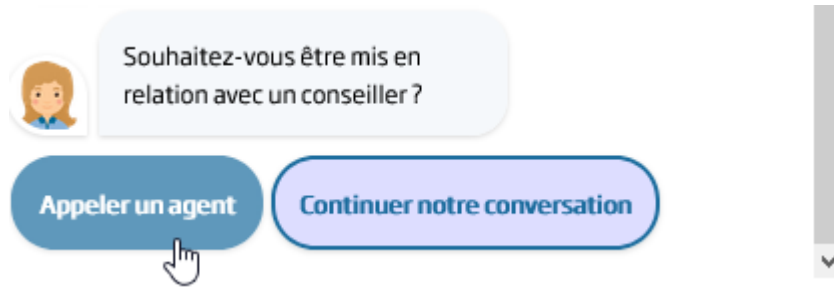 Souhaitez-vous être mis en
relation avec un conseiller ?
Appeler un agent
Continuer notre conversation